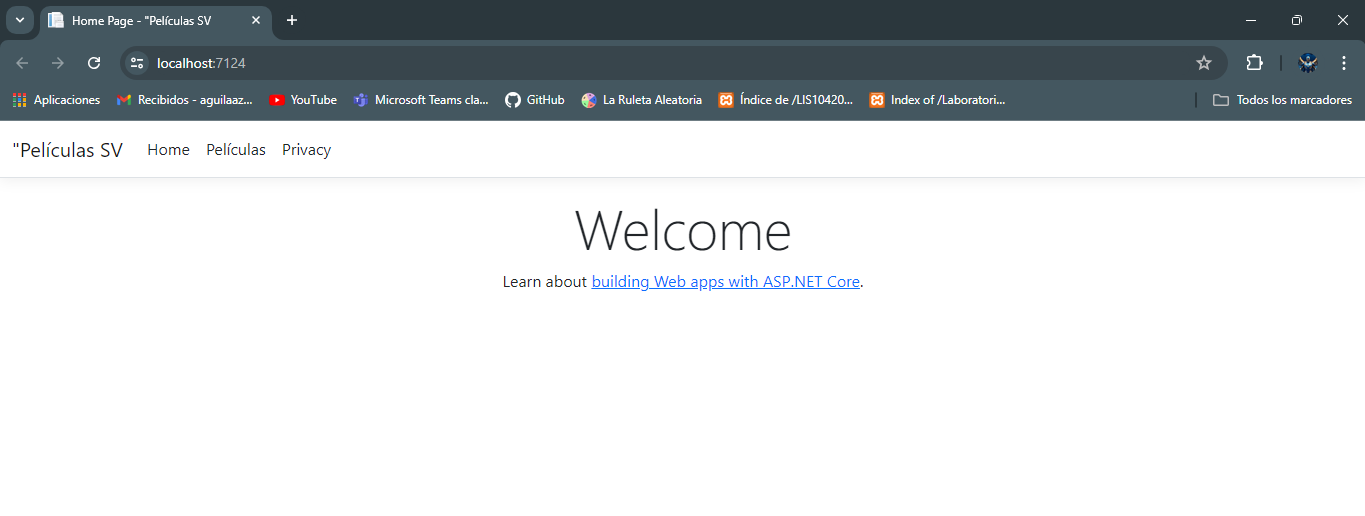 Home Page - "Películas SV
localhost:7124
Aplicaciones Recibidos - aguilaaz... YouTube Microsoft Teams cla... GitHub La Ruleta Aleatoria Índice de /LIS10420... Index of /Laboratori... Todos los marcadores
"Películas SV Home Películas Privacy
Welcome
Learn about building Web apps with ASP.NET Core.